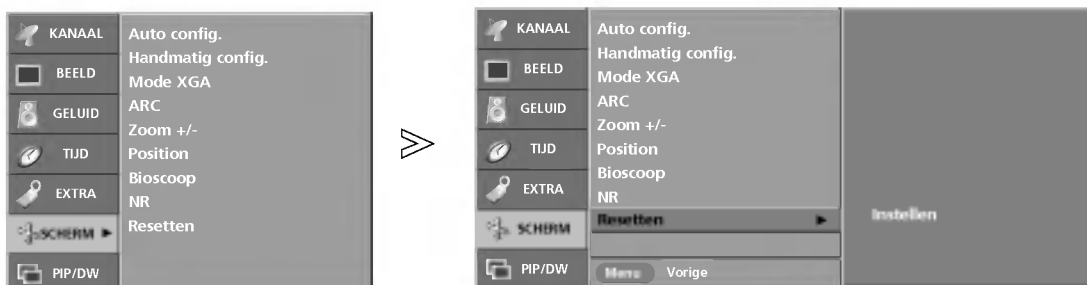 KANAAL
BEELD
GELUID
TIJD
EXTRA
SCHERM
PIP/DW
Auto config.
Handmatig config.
Mode XGA
ARC
Zoom +/-
Position
Bioscoop
NR
Resetten
KANAAL
BEELD
GELUID
TIJD
EXTRA
SCHERM
PIP/DW
Auto config.
Handmatig config.
Mode XGA
ARC
Zoom +/-
Position
Bioscoop
NR
Resetten
Menu Vorige
Instellen